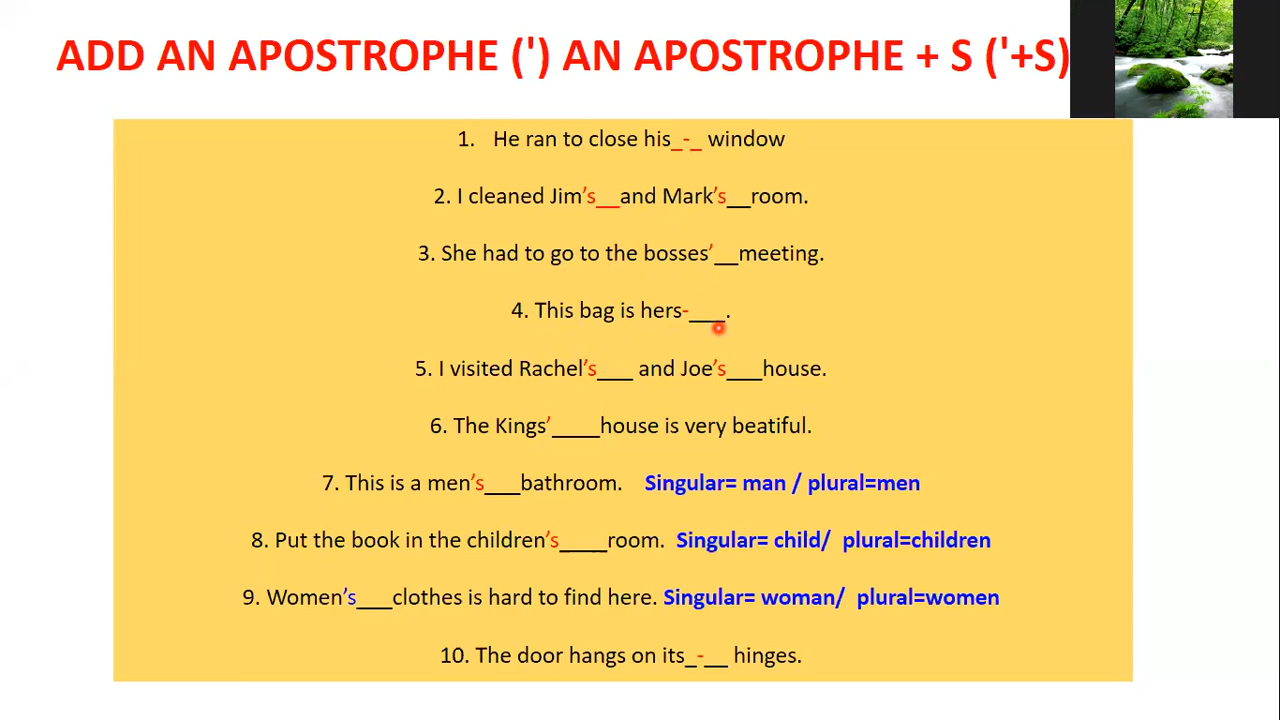 ADD AN APOSTROPHE (') AN APOSTROPHE + S ('+S)
1. He ran to close his_-_ window
2. I cleaned Jim’s__and Mark’s__room.
3. She had to go to the bosses’__meeting.
4. This bag is hers-___.
5. I visited Rachel’s___ and Joe’s___house.
6. The Kings’____house is very beatiful.
7. This is a men’s___bathroom. Singular= man / plural=men
8. Put the book in the children’s____room. Singular= child/ plural=children
9. Women’s___clothes is hard to find here. Singular= woman/ plural=women
10. The door hangs on its_-__ hinges.